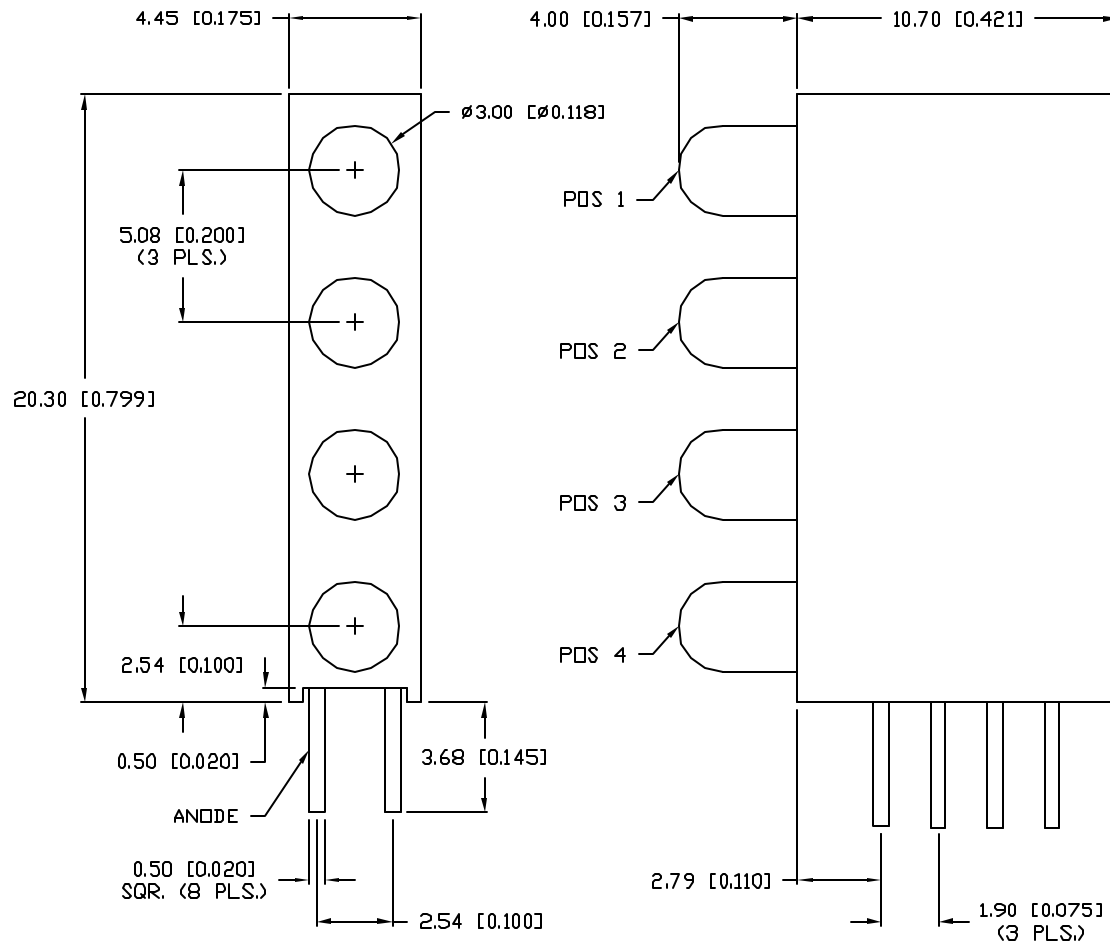 4.45 [0.175]
4.00 [0.157]
10.70 [0.421]
ø3.00 [ø0.118]
POS 1
5.08 [0.200]
(3 PLS.)
POS 2
20.30 [0.799]
POS 3
POS 4
2.54 [0.100]
0.50 [0.020]
3.68 [0.145]
ANODE
0.50 [0.020]
SQR. (8 PLS.)
2.54 [0.100]
2.79 [0.110]
1.90 [0.075]
(3 PLS.)